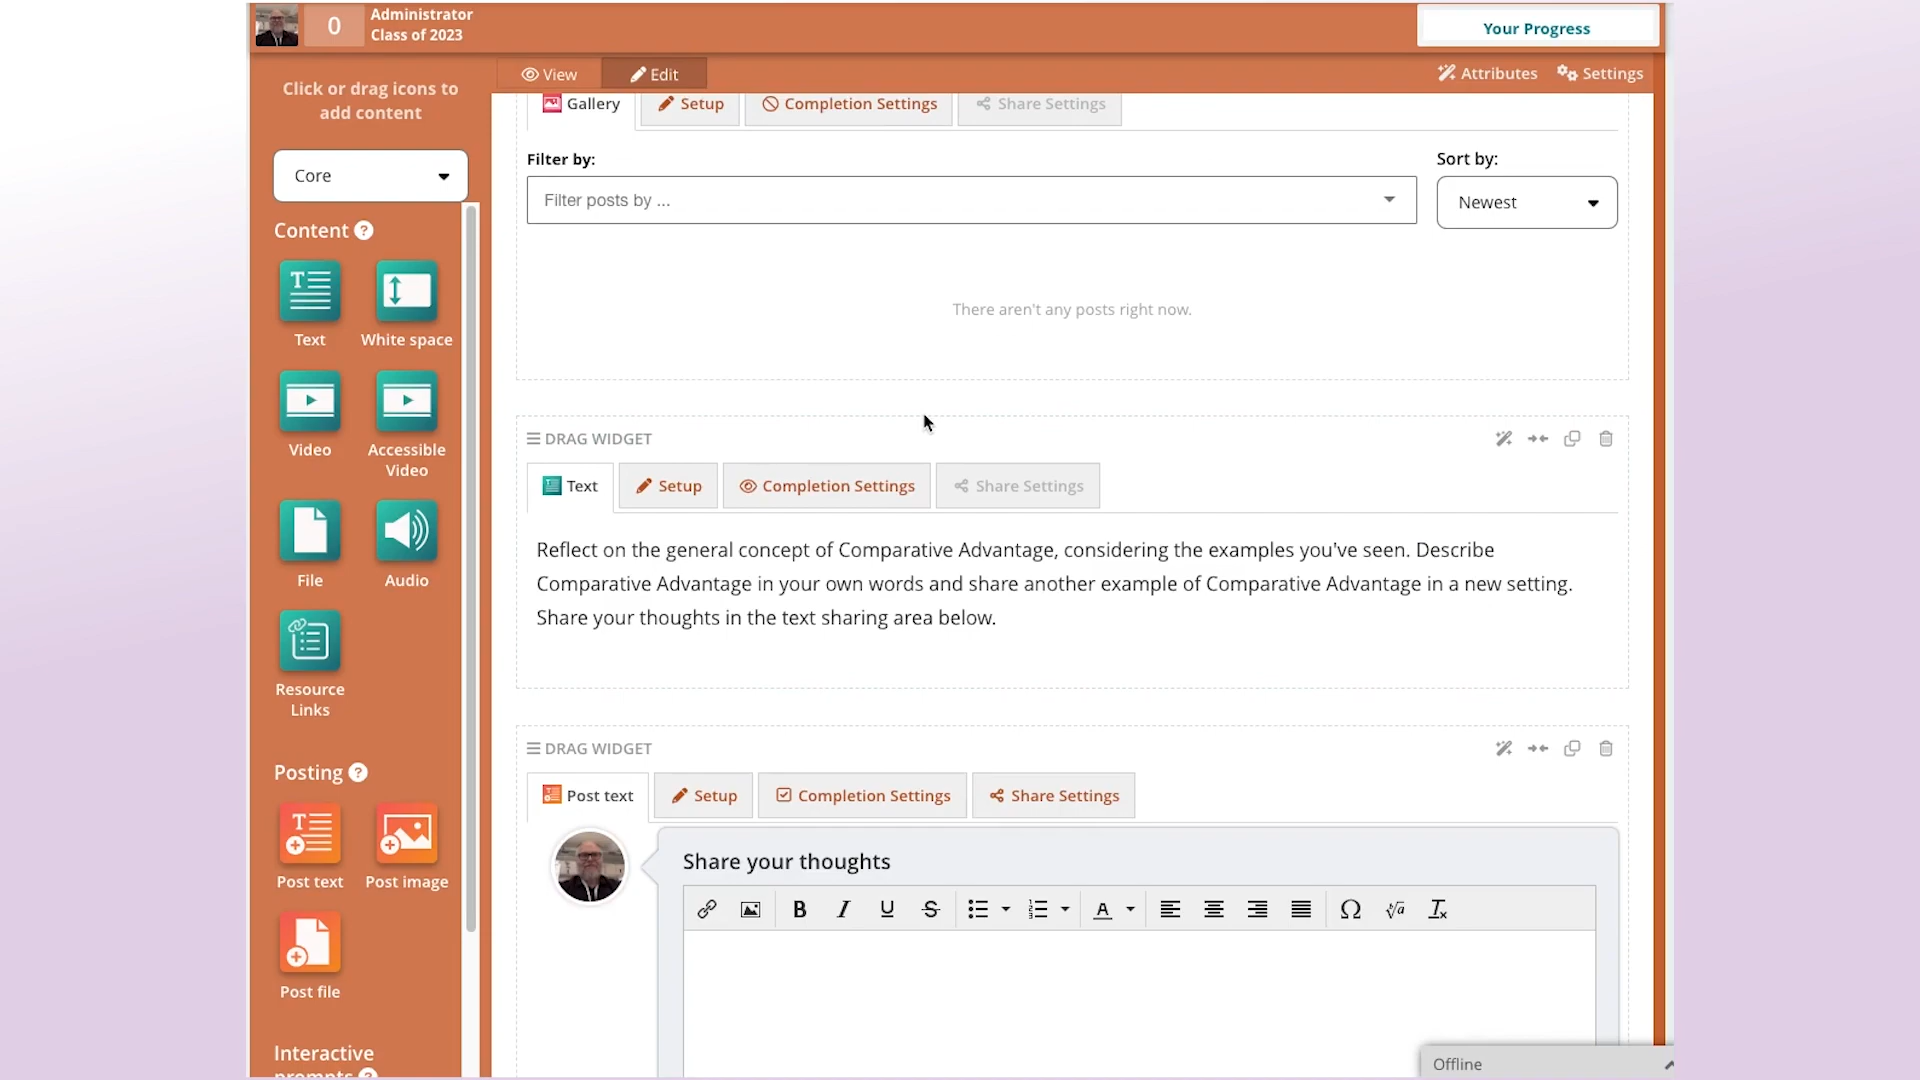 0
Administrator
Class of 2023
Your Progress
View
Edit
Attributes
Settings
Click or drag icons to
add content
Core
Content ?
Text
White space
Video
Accessible
Video
File
Audio
Resource
Links
Posting ?
Post text
Post image
Post file
Interactive
prompts ?
Gallery
Setup
Completion Settings
Share Settings
Filter by:
Filter posts by ...
Sort by:
Newest
There aren't any posts right now.
DRAG WIDGET
Text
Setup
Completion Settings
Share Settings
Reflect on the general concept of Comparative Advantage, considering the examples you've seen. Describe
Comparative Advantage in your own words and share another example of Comparative Advantage in a new setting.
Share your thoughts in the text sharing area below.
DRAG WIDGET
Post text
Setup
Completion Settings
Share Settings
Share your thoughts
Offline